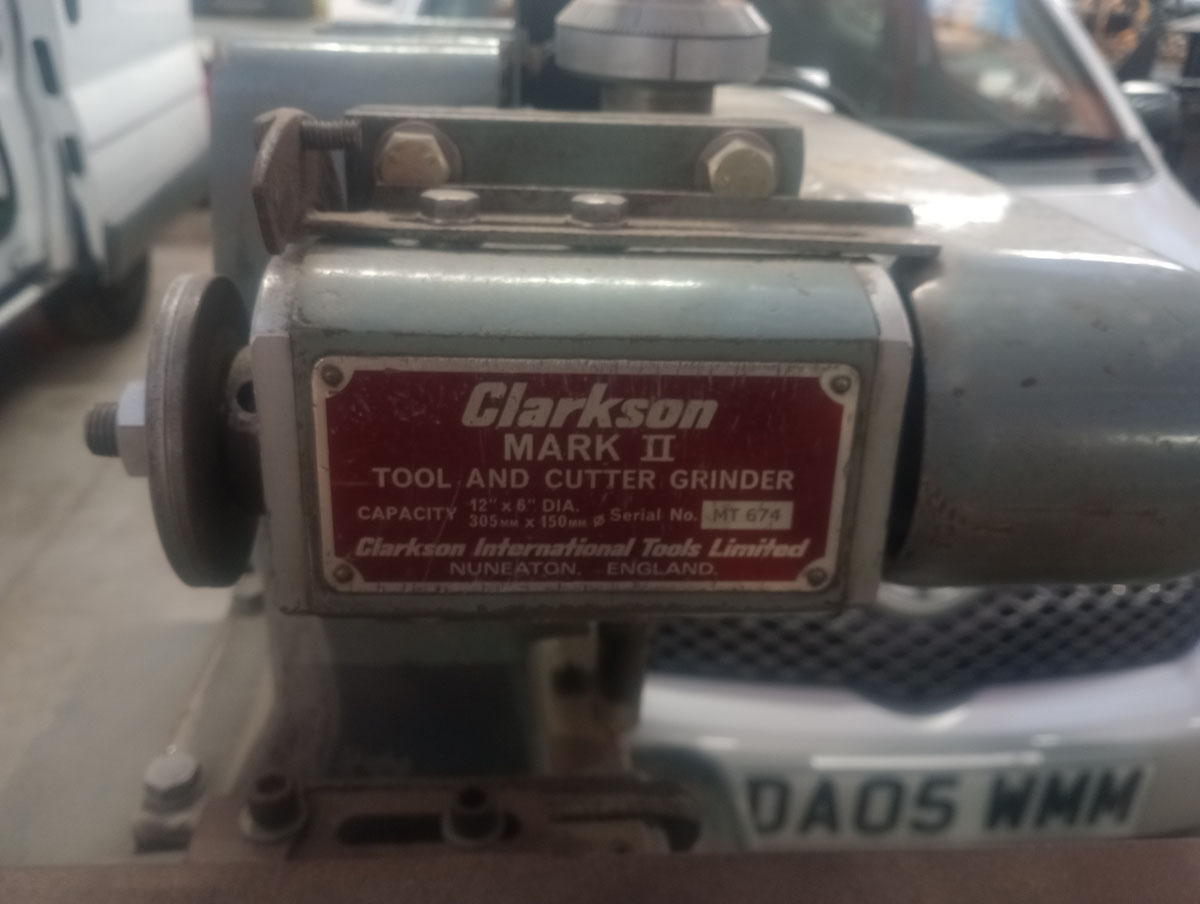 Clarkson
MARK II
TOOL AND CUTTER GRINDER
CAPACITY 12" x 6" DIA.
305MM x 150MM ø Serial No. MT 674
Clarkson International Tools Limited
NUNEATON. ENGLAND.
DA05 WMM